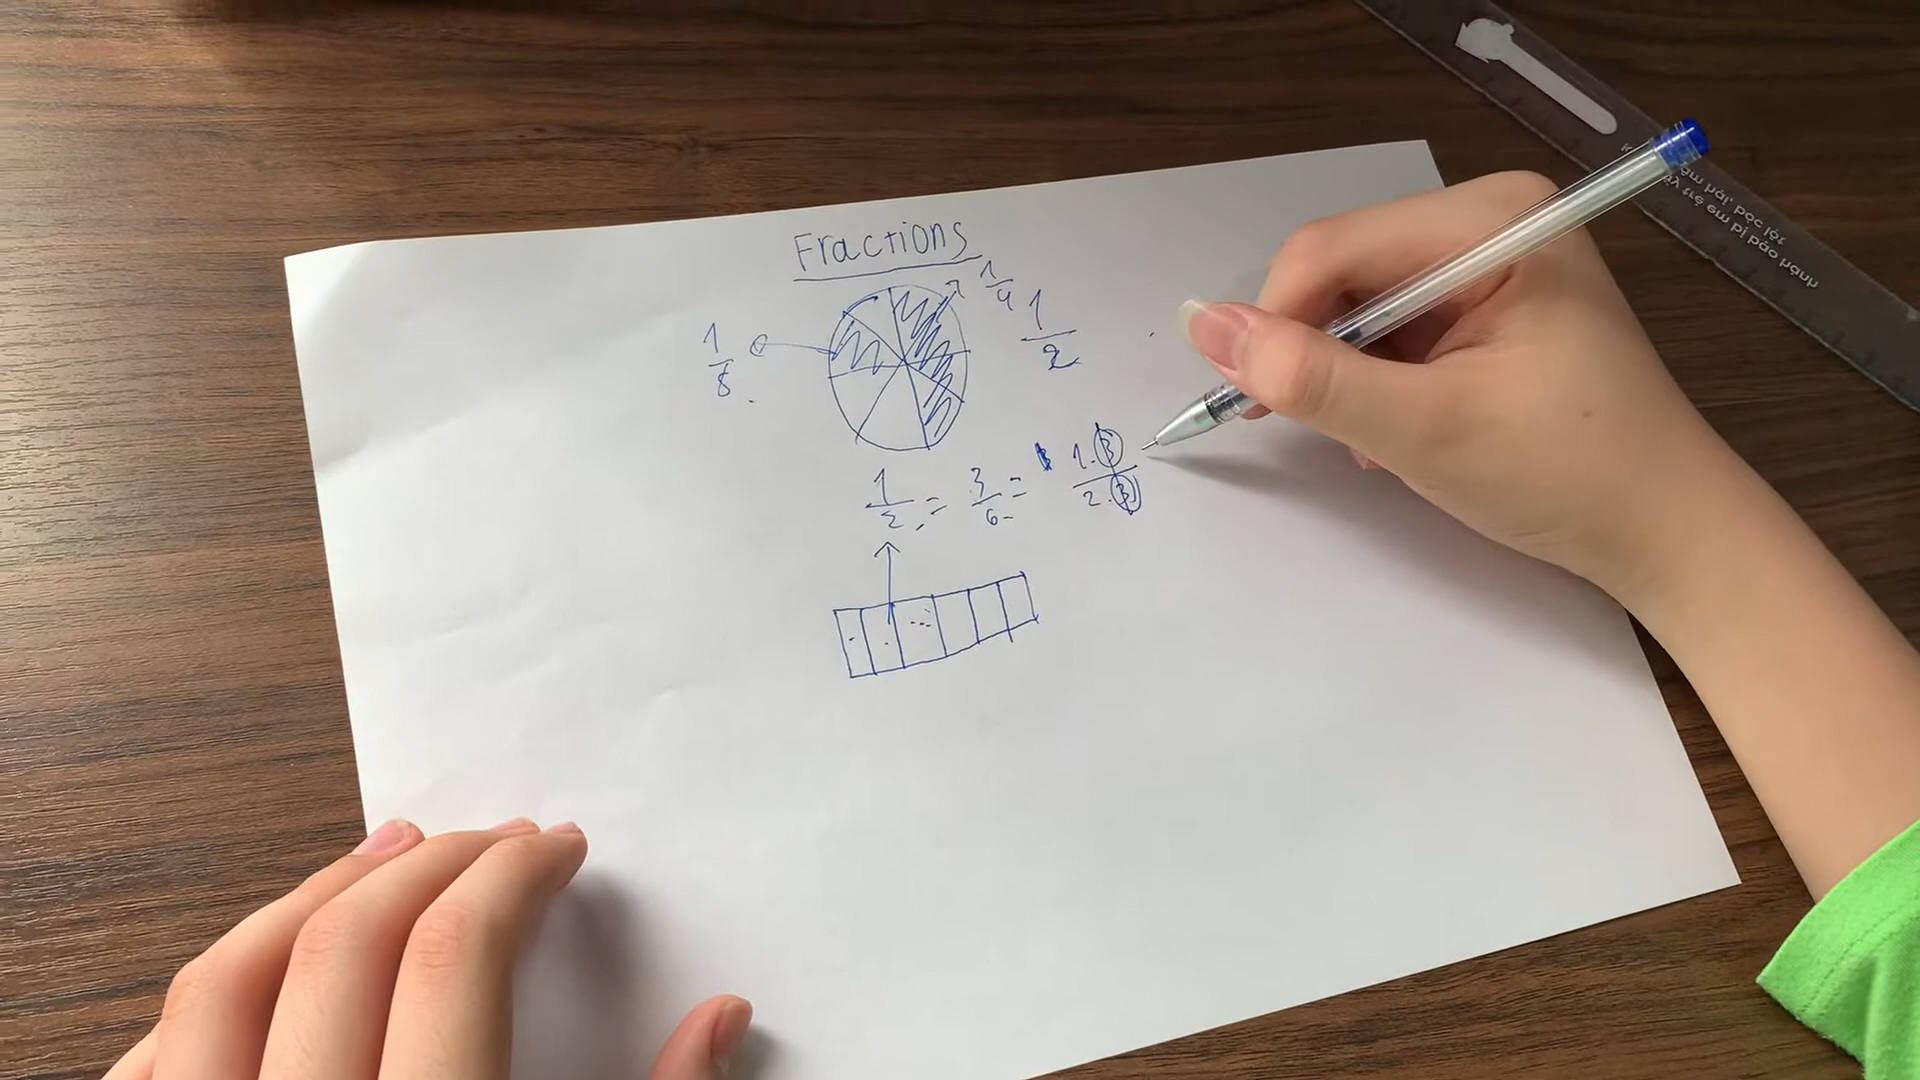 Fractions
1/4
1/8
1/2
1/2 = 3/6 = 1.3/2.3